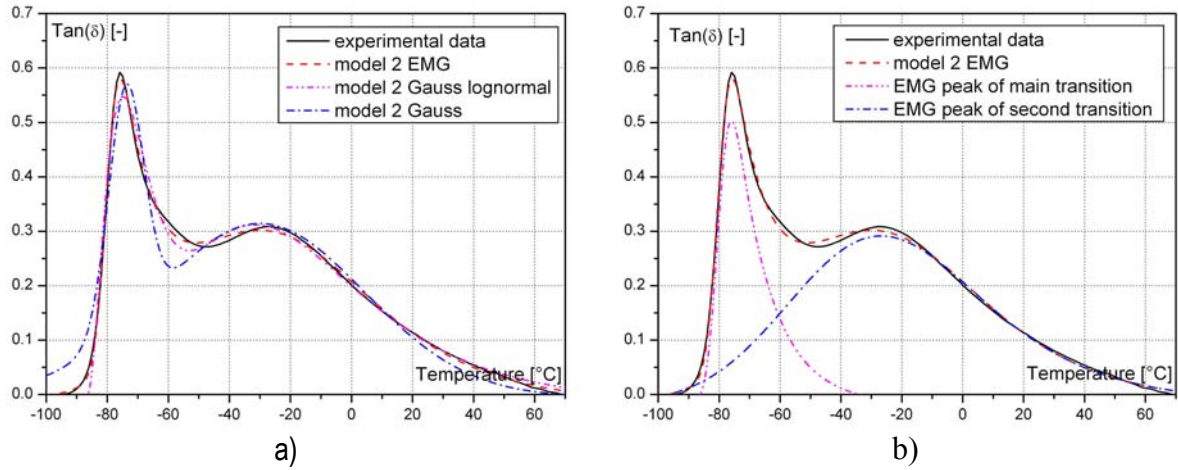 0.7
Tan(δ) [-]
experimental data
model 2 EMG
model 2 Gauss lognormal
model 2 Gauss
0.6
0.5
0.4
0.3
0.2
0.1
0.0
Temperature [°C]
-100 -80 -60 -40 -20 0 20 40 60
a)
0.7
Tan(δ) [-]
experimental data
model 2 EMG
EMG peak of main transition
EMG peak of second transition
0.6
0.5
0.4
0.3
0.2
0.1
0.0
Temperature [°C]
-100 -80 -60 -40 -20 0 20 40 60
b)